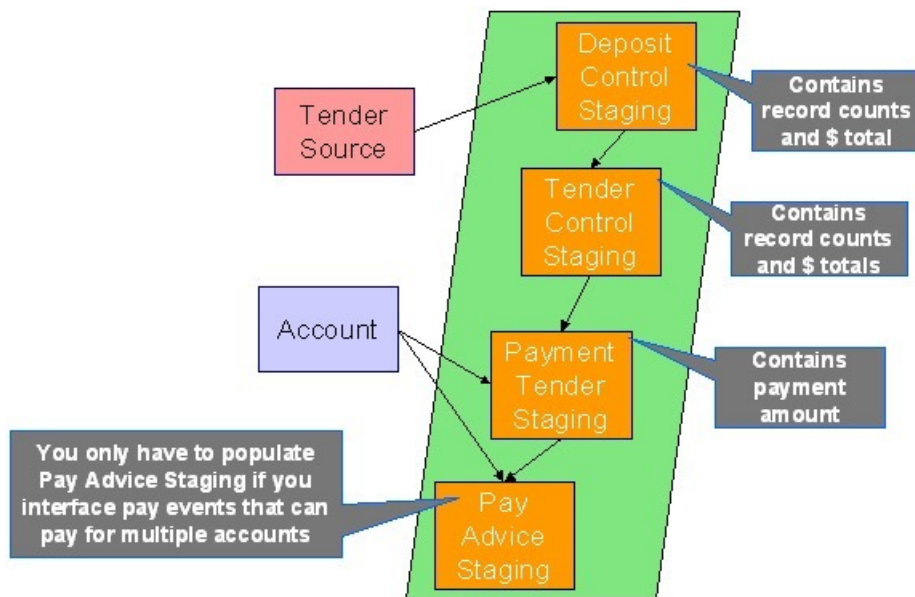 Deposit
Control
Staging
Contains
record counts
and $ total
Tender
Source
Tender
Control
Staging
Contains
record counts
and $ totals
Account
Payment
Tender
Staging
Contains
payment
amount
You only have to populate
Pay Advice Staging if you
interface pay events that can
pay for multiple accounts
Pay
Advice
Staging